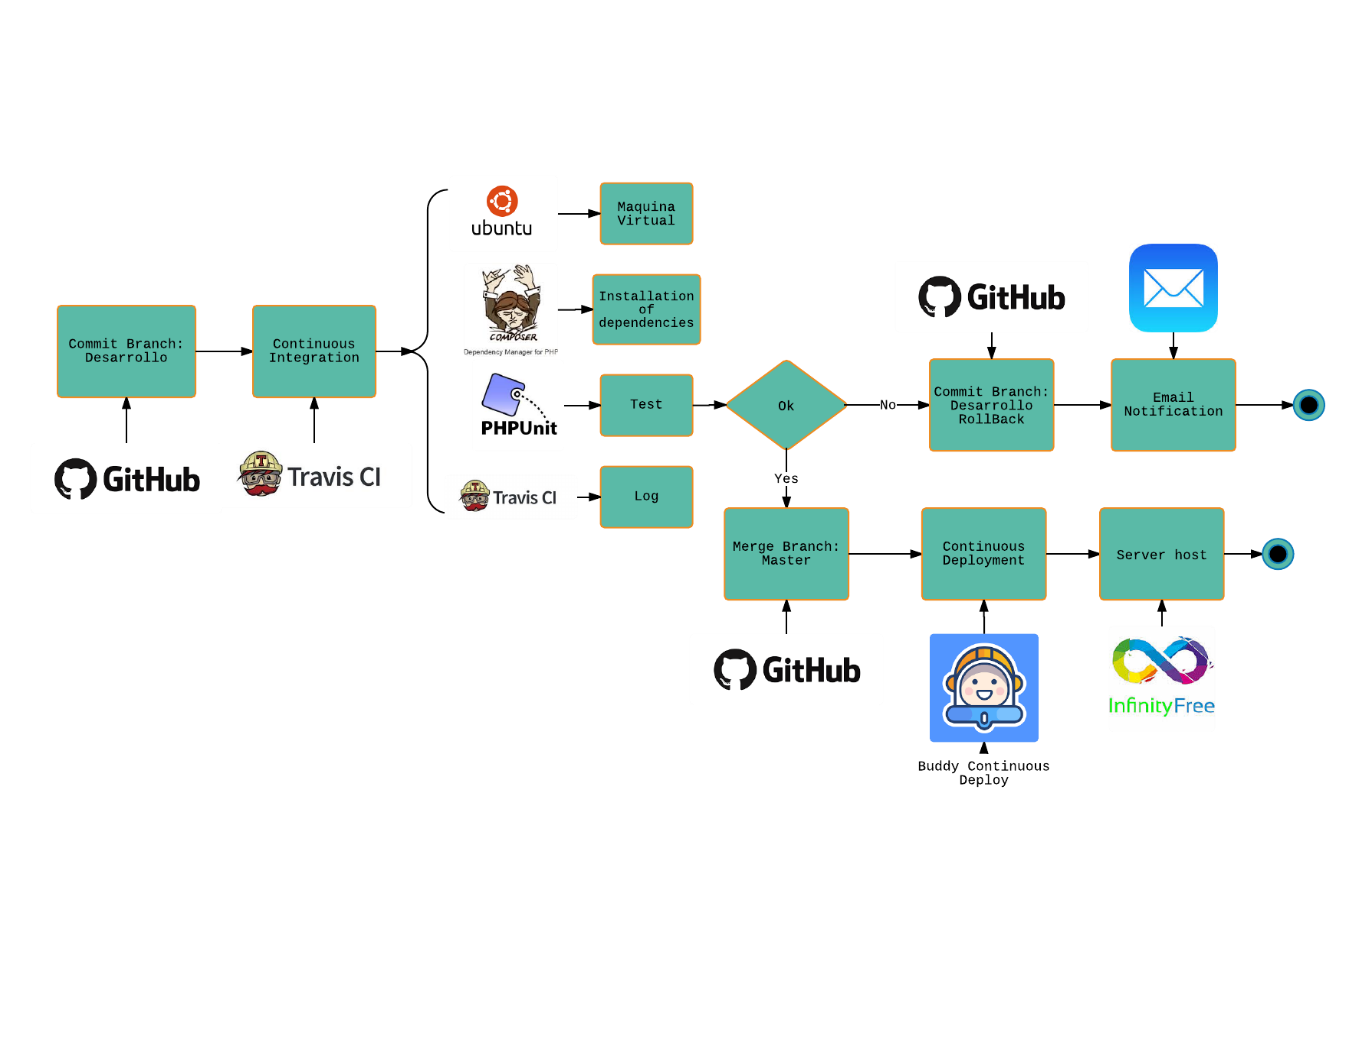 Commit Branch:
Desarrollo
GitHub
Continuous
Integration
T
Travis CI
ubuntu
Maquina
Virtual
COMPOSER
Dependency Manager for PHP
Installation
of
dependencies
PHPUnit
Test
Travis CI
Log
Ok
No
Yes
GitHub
Commit Branch:
Desarrollo
RollBack
Email
Notification
Merge Branch:
Master
GitHub
Continuous
Deployment
Buddy Continuous
Deploy
Server host
InfinityFree